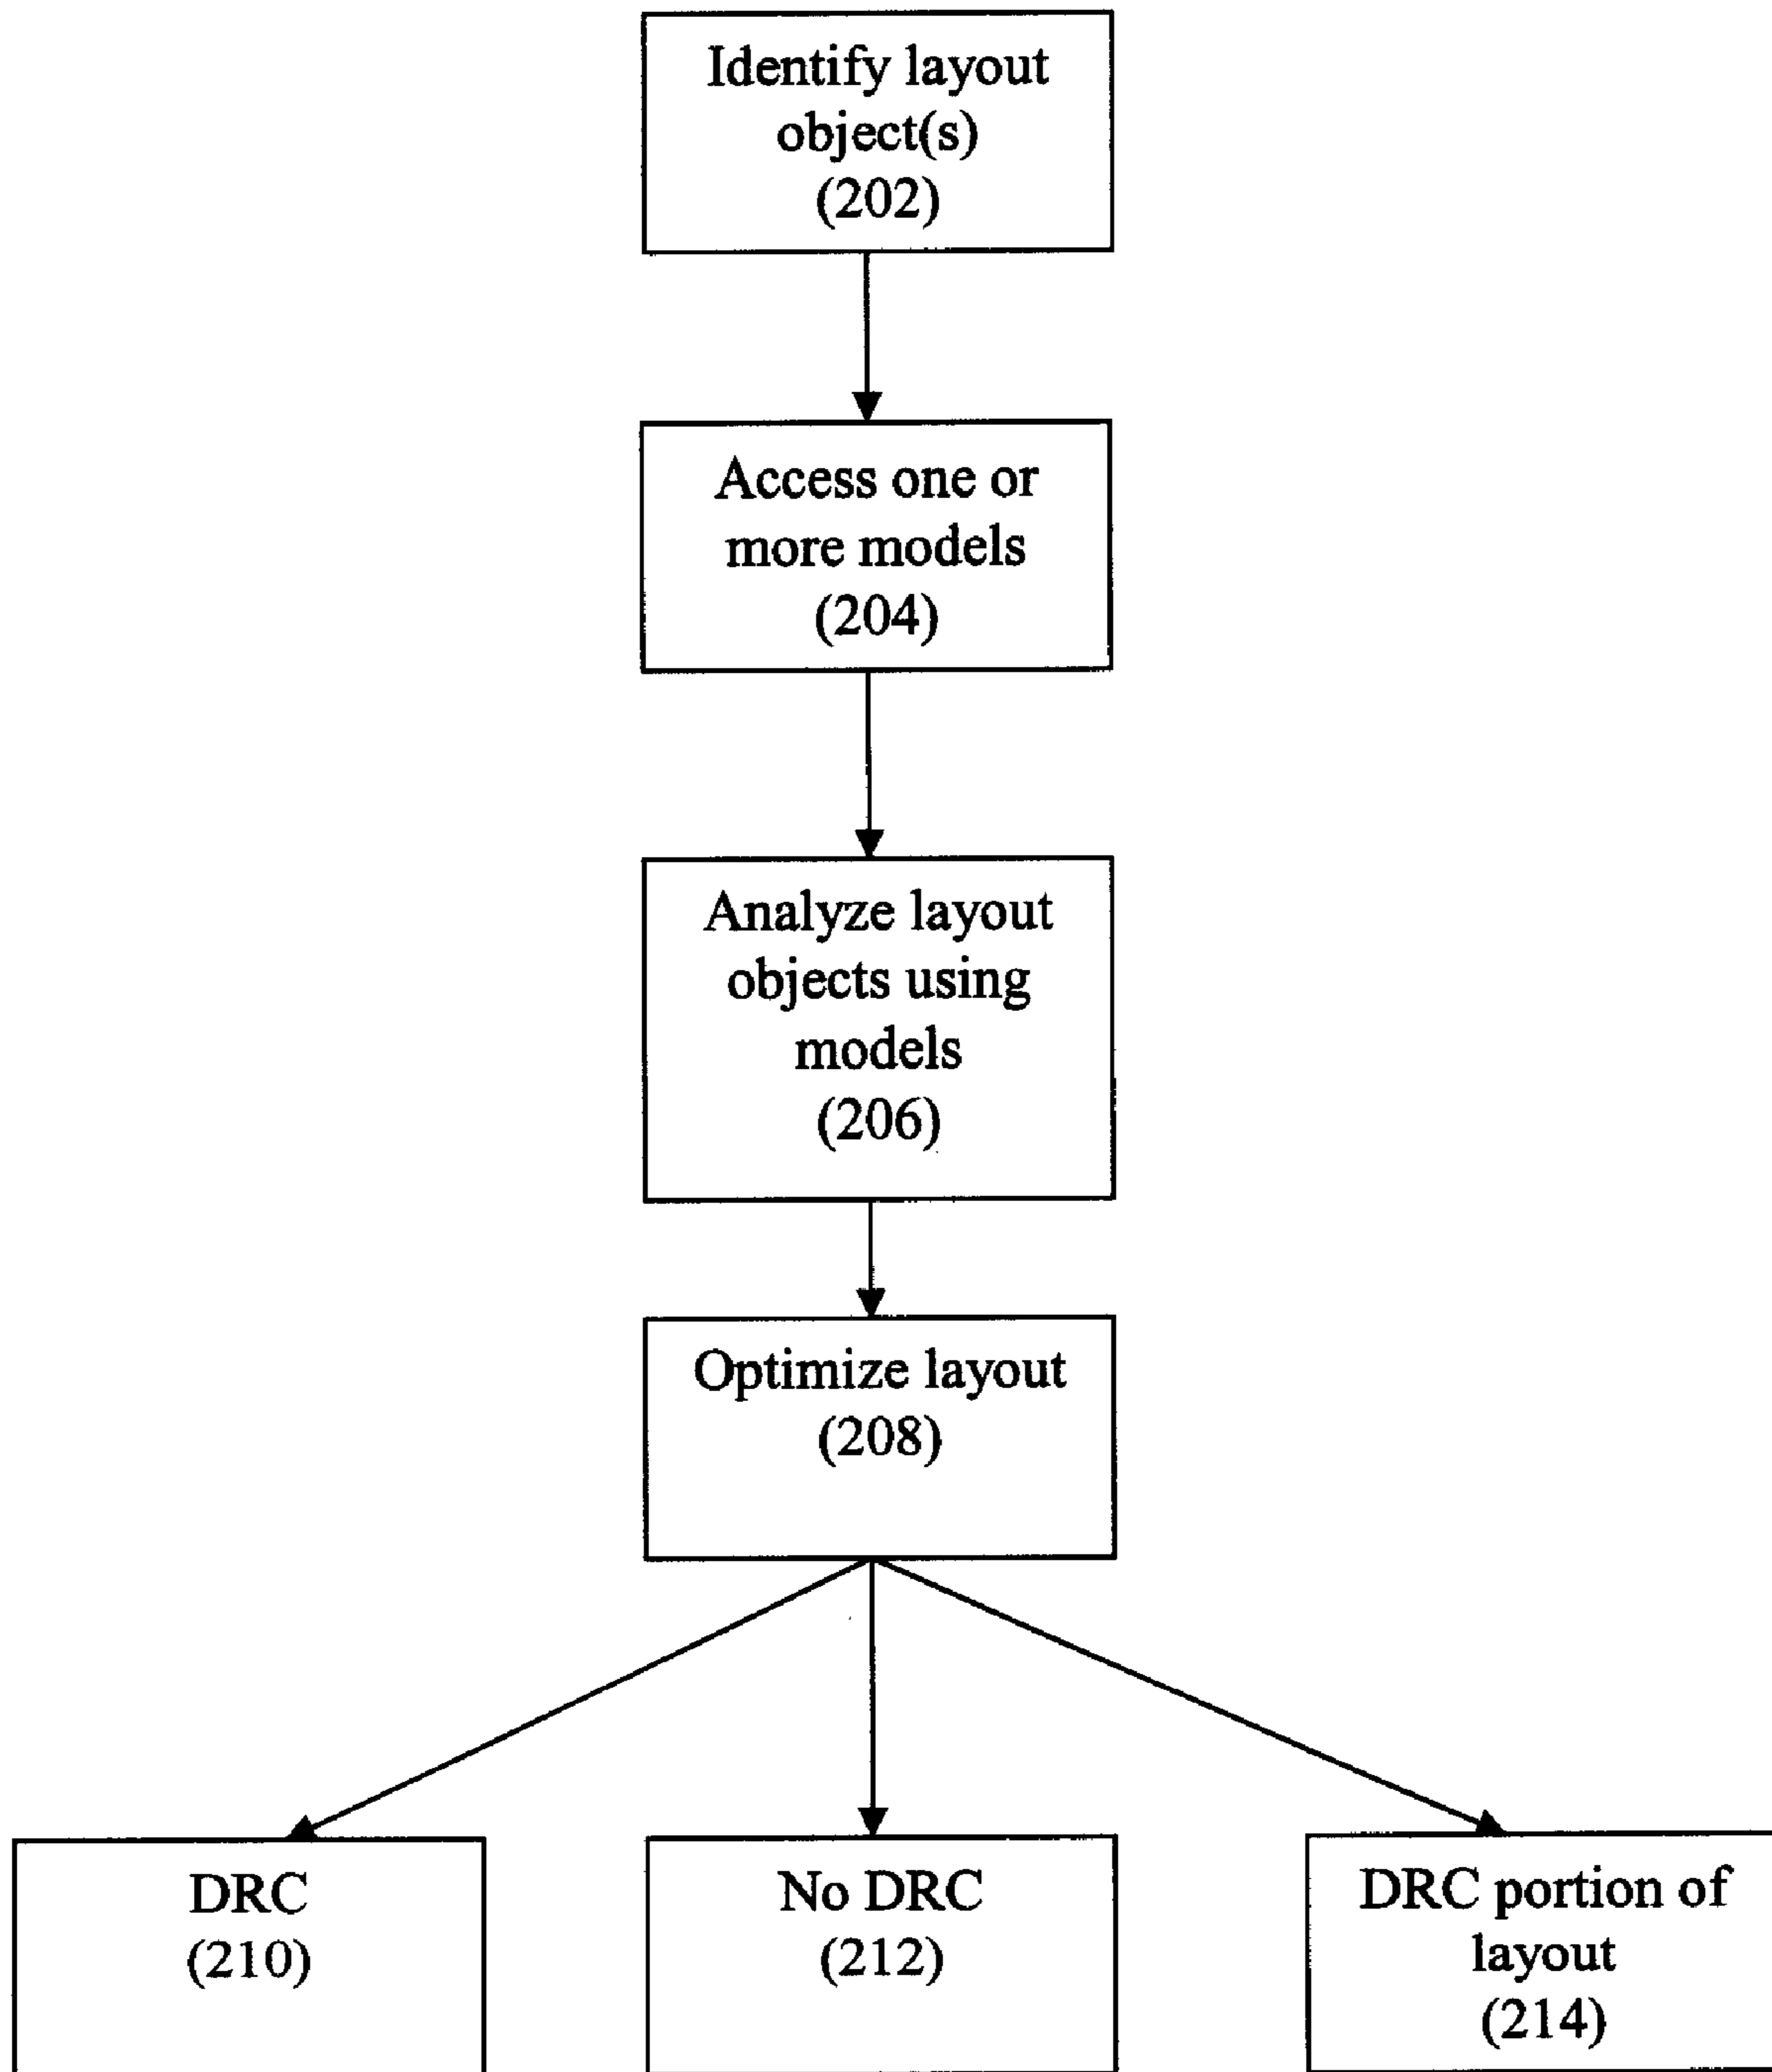 Identify layout
object(s)
(202)
Access one or
more models
(204)
Analyze layout
objects using
models
(206)
Optimize layout
(208)
DRC
(210)
No DRC
(212)
DRC portion of
layout
(214)